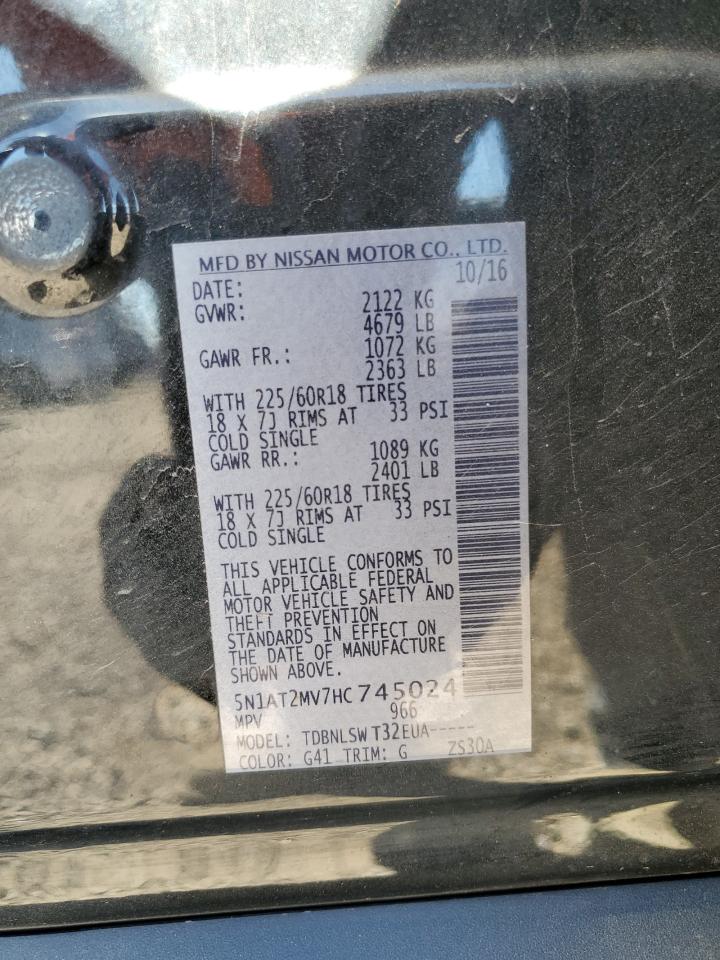 MFD BY NISSAN MOTOR CO., LTD.
DATE: 10/16
GVWR: 2122 KG
4679 LB
GAWR FR.: 1072 KG
2363 LB
WITH 225/60R18 TIRES
18 X 7J RIMS AT 33 PSI
COLD SINGLE
GAWR RR.: 1089 KG
2401 LB
WITH 225/60R18 TIRES
18 X 7J RIMS AT 33 PSI
COLD SINGLE
THIS VEHICLE CONFORMS TO
ALL APPLICABLE FEDERAL
MOTOR VEHICLE SAFETY AND
THEFT PREVENTION
STANDARDS IN EFFECT ON
THE DATE OF MANUFACTURE
SHOWN ABOVE.
5N1AT2MV7HC745024
MPV 966
MODEL: TDBNLSW T32EUA-----
COLOR: G41 TRIM: G ZS30A